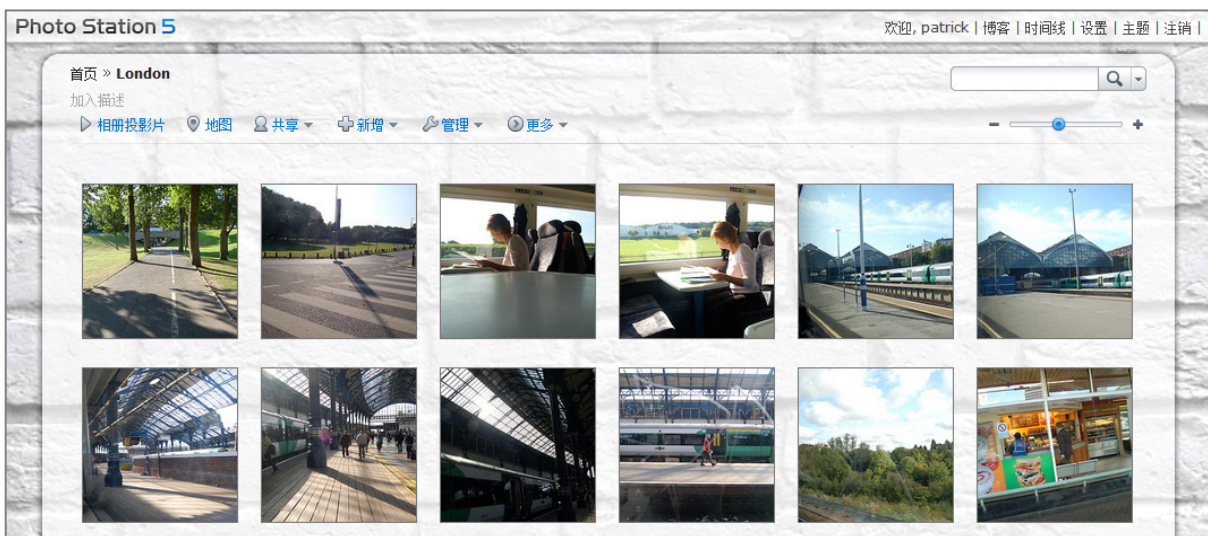 Photo Station 5
欢迎, patrick | 博客 | 时间线 | 设置 | 主题 | 注销 |
首页 » London
加入描述
相册投影片 地图 共享 新增 管理 更多